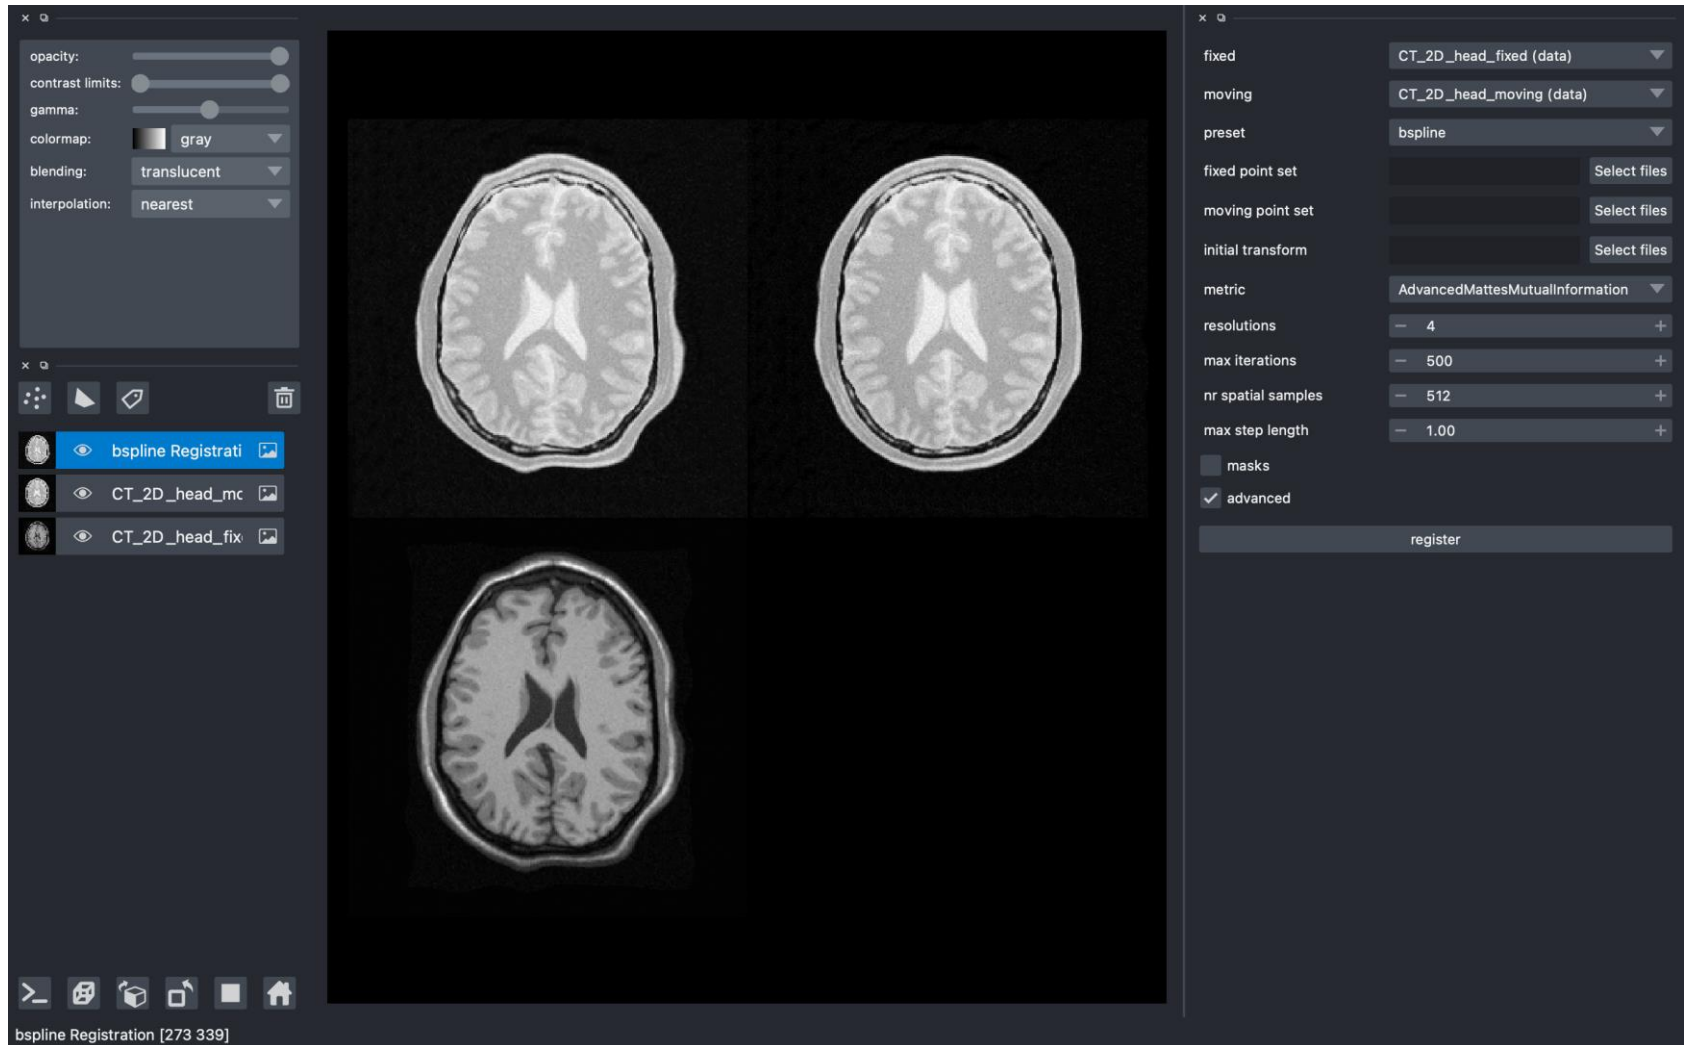 opacity:
contrast limits:
gamma:
colormap: gray
blending: translucent
interpolation: nearest
bspline Registrati
CT_2D_head_mc
CT_2D_head_fix
bspline Registration [273 339]
fixed CT_2D_head_fixed (data)
moving CT_2D_head_moving (data)
preset bspline
fixed point set Select files
moving point set Select files
initial transform Select files
metric AdvancedMattesMutualInformation
resolutions − 4 +
max iterations − 500 +
nr spatial samples − 512 +
max step length − 1.00 +
masks
advanced
register